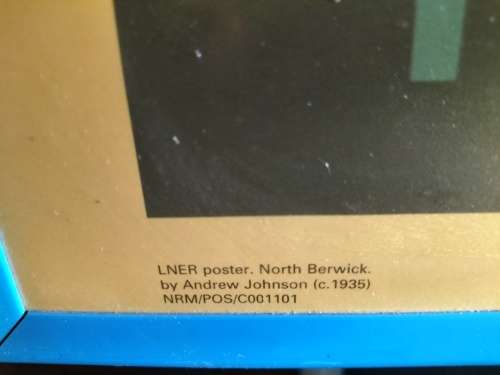 LNER poster. North Berwick.
by Andrew Johnson (c.1935)
NRM/POS/C001101